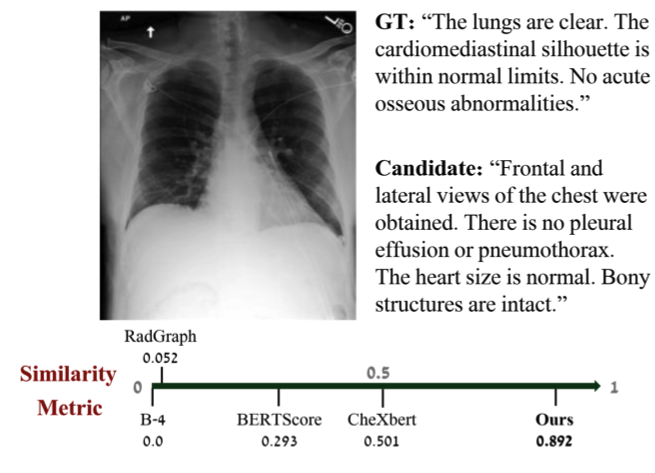 AP
GT: “The lungs are clear. The
cardiomediastinal silhouette is
within normal limits. No acute
osseous abnormalities.”
Candidate: “Frontal and
lateral views of the chest were
obtained. There is no pleural
effusion or pneumothorax.
The heart size is normal. Bony
structures are intact.”
RadGraph
0.052
Similarity
Metric
0
0.5
1
B-4
BERTScore
CheXbert
Ours
0.0
0.293
0.501
0.892